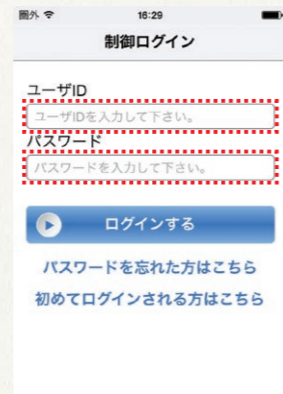 圏外 16:29
制御ログイン
ユーザID
ユーザIDを入力して下さい。
パスワード
パスワードを入力して下さい。
ログインする
パスワードを忘れた方はこちら
初めてログインされる方はこちら